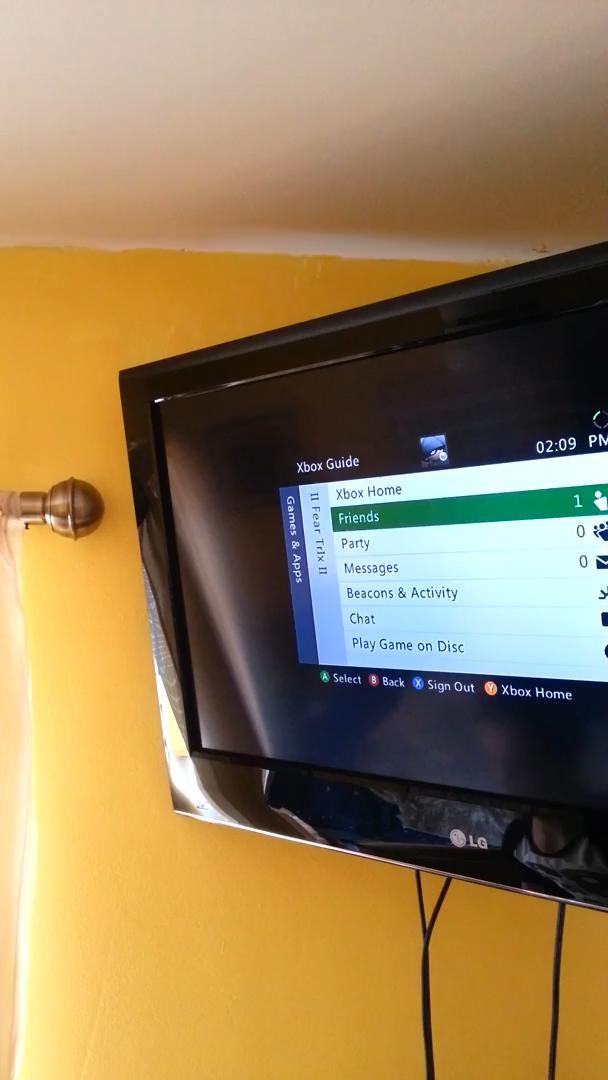 Xbox Guide
02:09 PM
Games & Apps
II Fear TrIx II
Xbox Home
Friends 1
Party 0
Messages 0
Beacons & Activity
Chat
Play Game on Disc
A Select B Back X Sign Out Y Xbox Home
LG